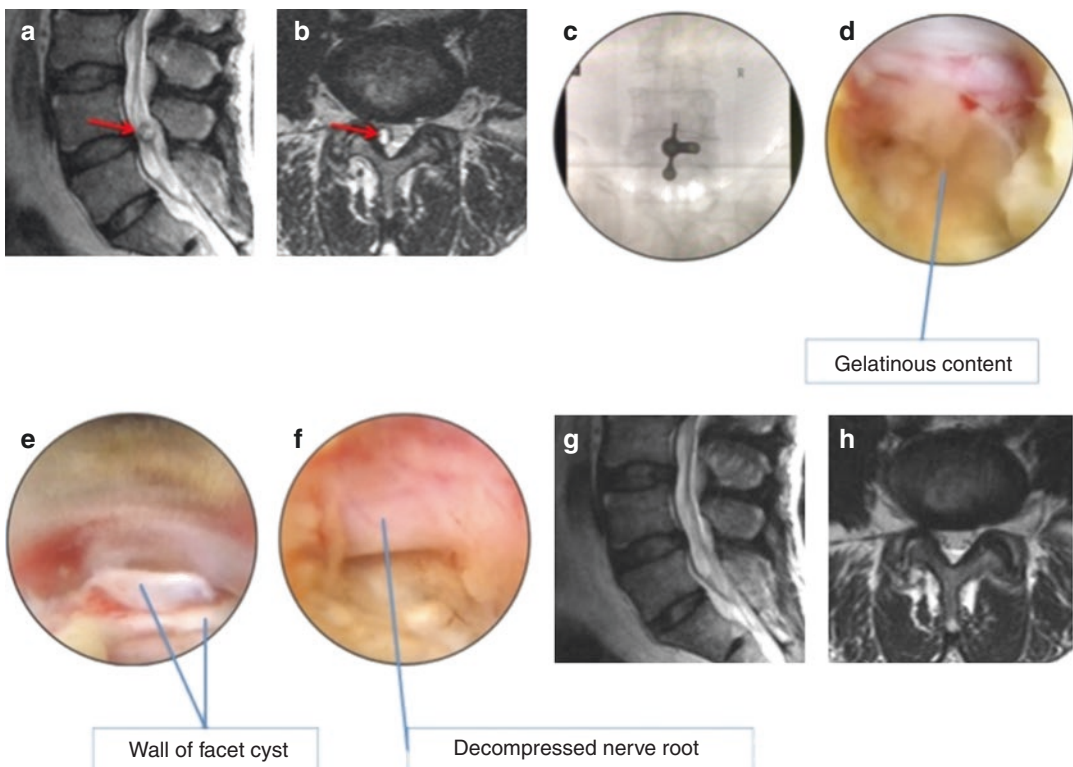 a
b
c
d
Gelatinous content
e
f
g
h
Wall of facet cyst
Decompressed nerve root